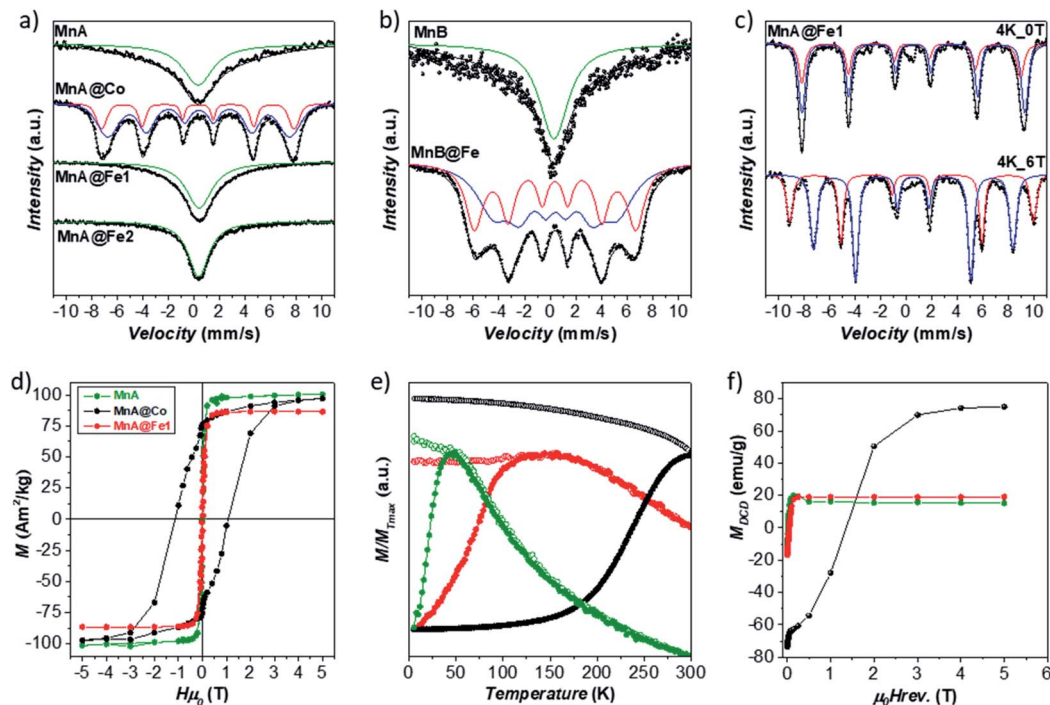 a)
MnA
MnA@Co
MnA@Fe1
MnA@Fe2
Intensity (a.u.)
-10 -8 -6 -4 -2 0 2 4 6 8 10
Velocity (mm/s)
b)
MnB
MnB@Fe
Intensity (a.u.)
-10 -8 -6 -4 -2 0 2 4 6 8 10
Velocity (mm/s)
c)
MnA@Fe1
4K_0T
4K_6T
Intensity (a.u.)
-10 -8 -6 -4 -2 0 2 4 6 8 10
Velocity (mm/s)
d)
MnA
MnA@Co
MnA@Fe1
M (Am²/kg)
100
75
50
25
0
-25
-50
-75
-100
-5 -4 -3 -2 -1 0 1 2 3 4 5
Hμ₀ (T)
e)
M/M_Tmax (a.u.)
0 50 100 150 200 250 300
Temperature (K)
f)
M_DCD (emu/g)
80
60
40
20
0
-20
-40
-60
-80
0 1 2 3 4 5 6
μ₀Hrev. (T)